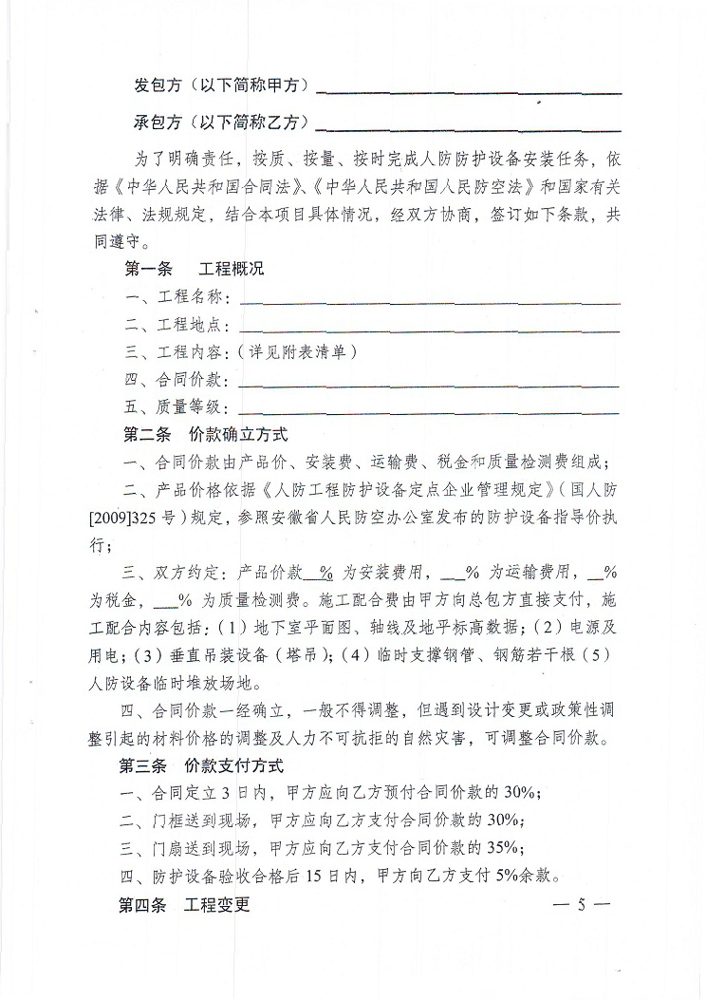 发包方（以下简称甲方）
承包方（以下简称乙方）
为了明确责任，按质、按量、按时完成人防防护设备安装任务，依
据《中华人民共和国合同法》、《中华人民共和国人民防空法》和国家有关
法律、法规规定，结合本项目具体情况，经双方协商，签订如下条款，共
同遵守。
第一条 工程概况
一、工程名称：
二、工程地点：
三、工程内容：（详见附表清单）
四、合同价款：
五、质量等级：
第二条 价款确立方式
一、合同价款由产品价、安装费、运输费、税金和质量检测费组成；
二、产品价格依据《人防工程防护设备定点企业管理规定》（国人防
[2009]325 号）规定，参照安徽省人民防空办公室发布的防护设备指导价执
行；
三、双方约定：产品价款__% 为安装费用，___% 为运输费用，__%
为税金，___% 为质量检测费。施工配合费由甲方向总包方直接支付，施
工配合内容包括：（1）地下室平面图、轴线及地平标高数据；（2）电源及
用电；（3）垂直吊装设备（塔吊）；（4）临时支撑钢管、钢筋若干根（5）
人防设备临时堆放场地。
四、合同价款一经确立，一般不得调整，但遇到设计变更或政策性调
整引起的材料价格的调整及人力不可抗拒的自然灾害，可调整合同价款。
第三条 价款支付方式
一、合同定立 3 日内，甲方应向乙方预付合同价款的 30%；
二、门框送到现场，甲方应向乙方支付合同价款的 30%；
三、门扇送到现场，甲方应向乙方支付合同价款的 35%；
四、防护设备验收合格后 15 日内，甲方向乙方支付 5%余款。
第四条 工程变更
— 5 —